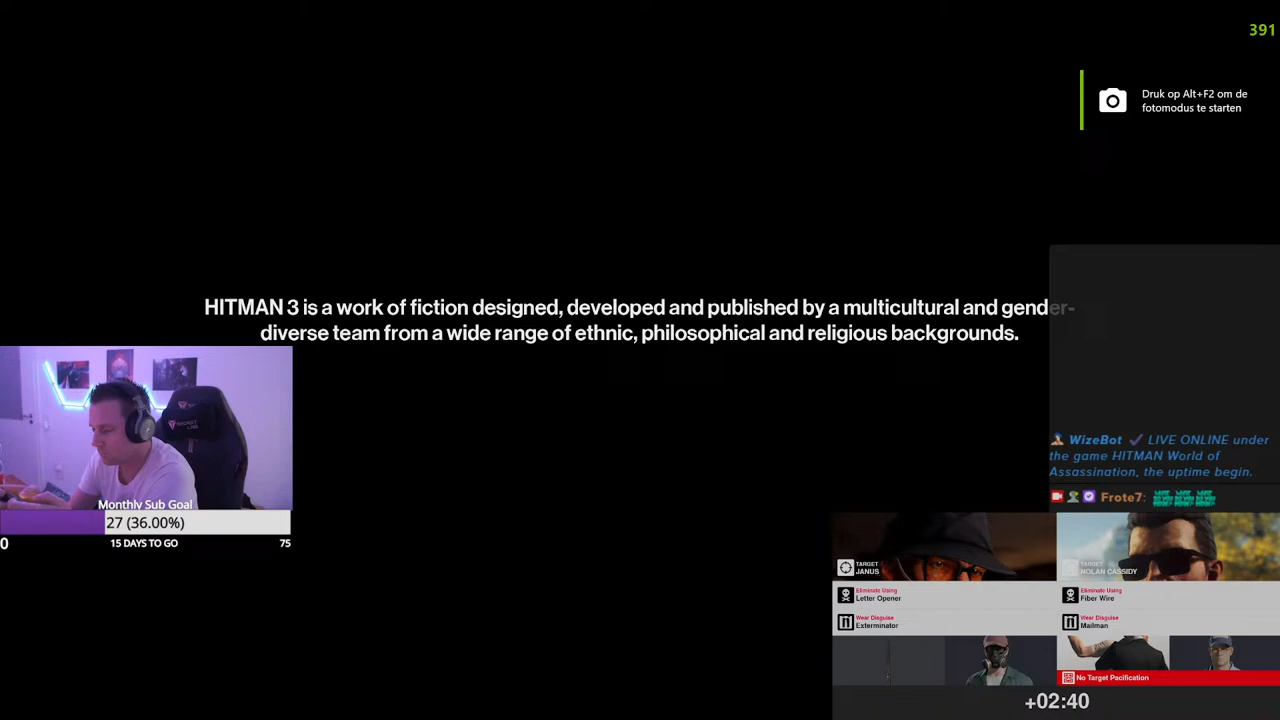 391
Druk op Alt+F2 om de
fotomodus te starten
HITMAN 3 is a work of fiction designed, developed and published by a multicultural and gender-
diverse team from a wide range of ethnic, philosophical and religious backgrounds.
WizeBot LIVE ONLINE under
the game HITMAN World of
Assassination, the uptime begin.
Frote7:
Monthly Sub Goal
27 (36.00%)
0
15 DAYS TO GO
75
TARGET
JANUS
Eliminate Using
Letter Opener
Wear Disguise
Exterminator
TARGET
NOLAN CASSIDY
Eliminate Using
Fiber Wire
Wear Disguise
Mailman
No Target Pacification
+02:40